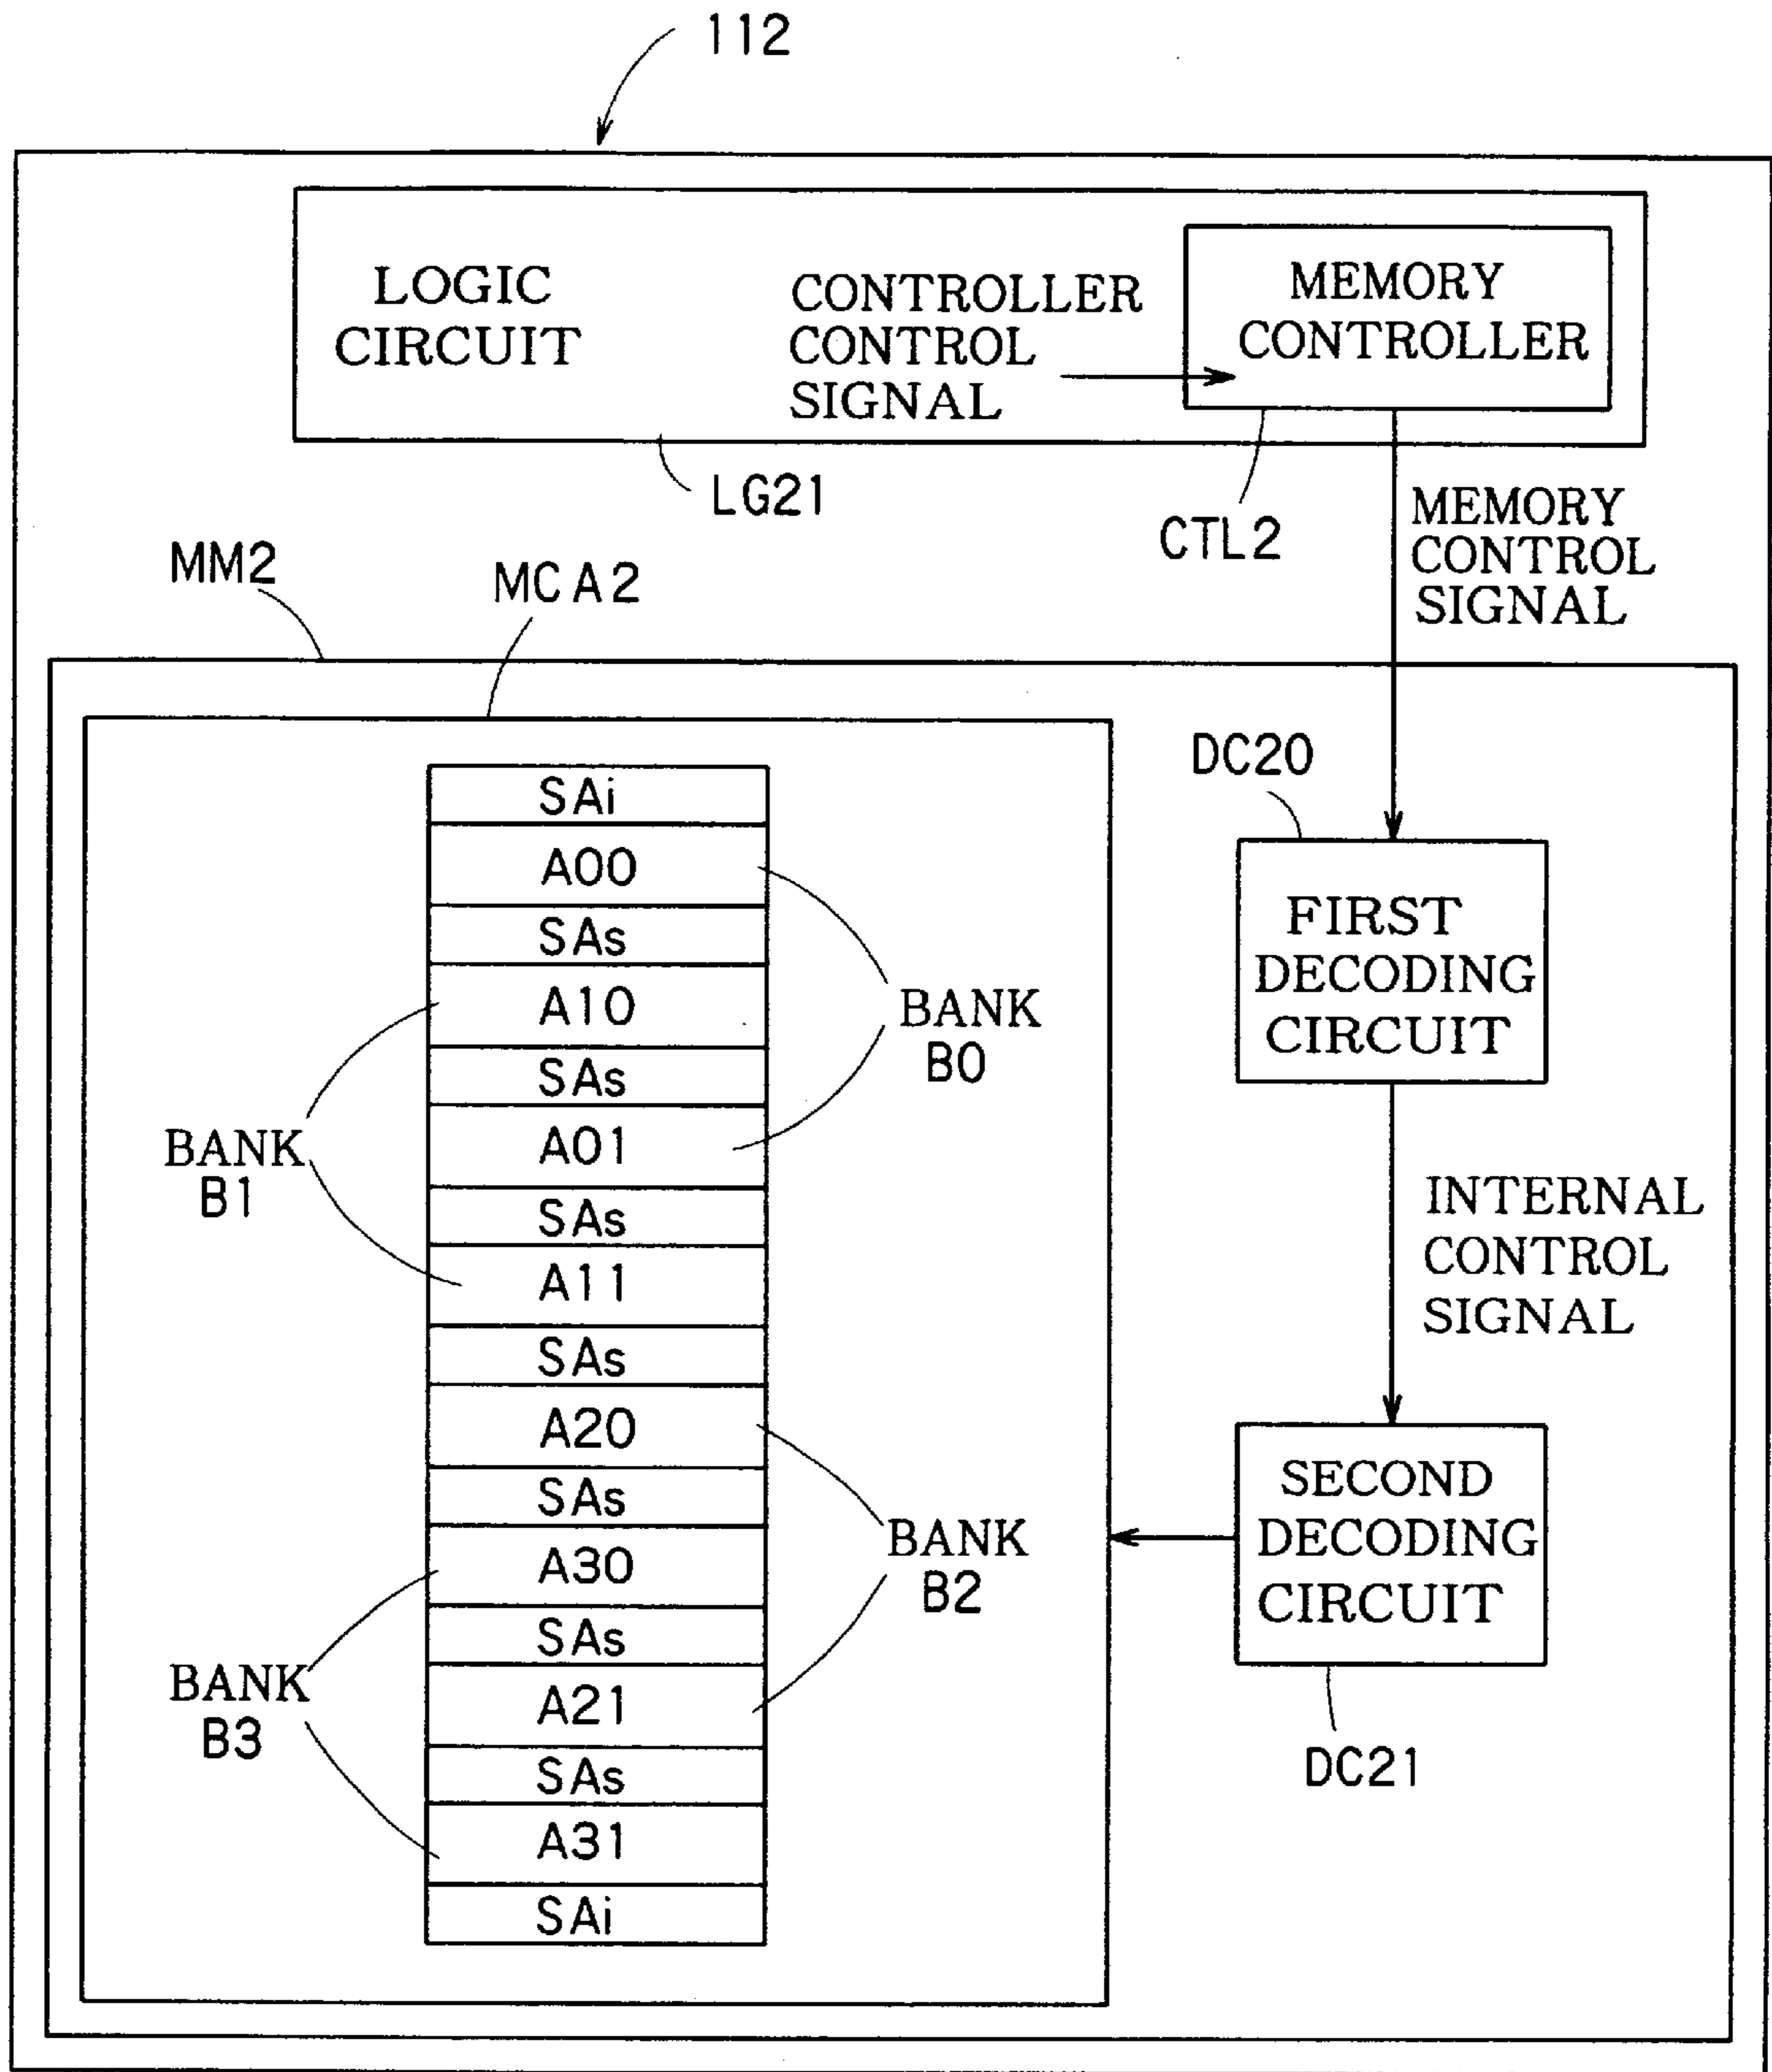 112
LOGIC
CIRCUIT
CONTROLLER
CONTROL
SIGNAL
MEMORY
CONTROLLER
LG21
CTL2
MEMORY
CONTROL
SIGNAL
MM2
MCA2
SAi
A00
SAs
A10
SAs
A01
SAs
A11
SAs
A20
SAs
A30
SAs
A21
SAs
A31
SAi
BANK
B0
BANK
B1
BANK
B2
BANK
B3
DC20
FIRST
DECODING
CIRCUIT
INTERNAL
CONTROL
SIGNAL
SECOND
DECODING
CIRCUIT
DC21